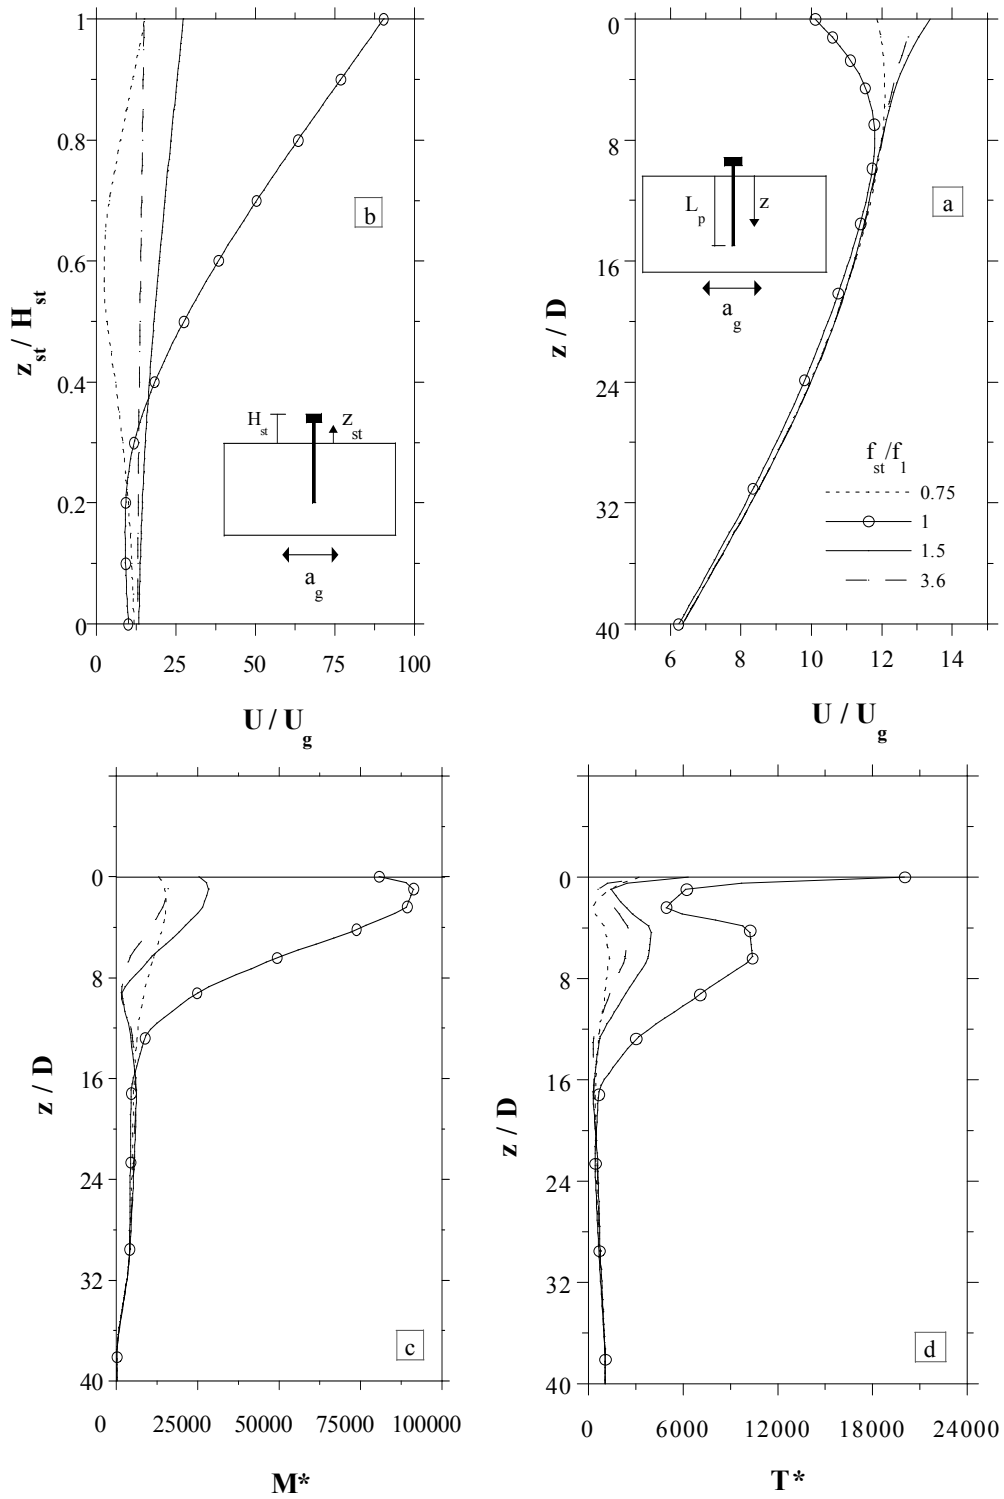 1
0.8
0.6
0.4
0.2
0
z_st / H_st
b
H_st
z_st
a_g
0 25 50 75 100
U / U_g
0
8
16
24
32
40
z / D
a
L_p
z
a_g
f_st/f_1
0.75
1
1.5
3.6
6 8 10 12 14
U / U_g
0
8
16
24
32
40
z / D
c
0 25000 50000 75000 100000
M*
0
8
16
24
32
40
z / D
d
0 6000 12000 18000 24000
T*